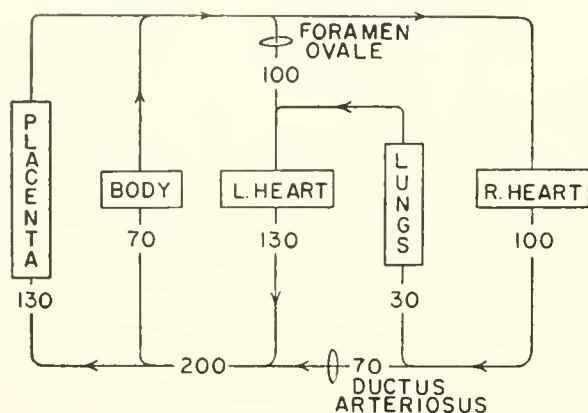 FORAMEN
OVALE
100
PLACENTA
BODY
L. HEART
LUNGS
R. HEART
70
130
100
130
30
200
70
DUCTUS
ARTERIOSUS